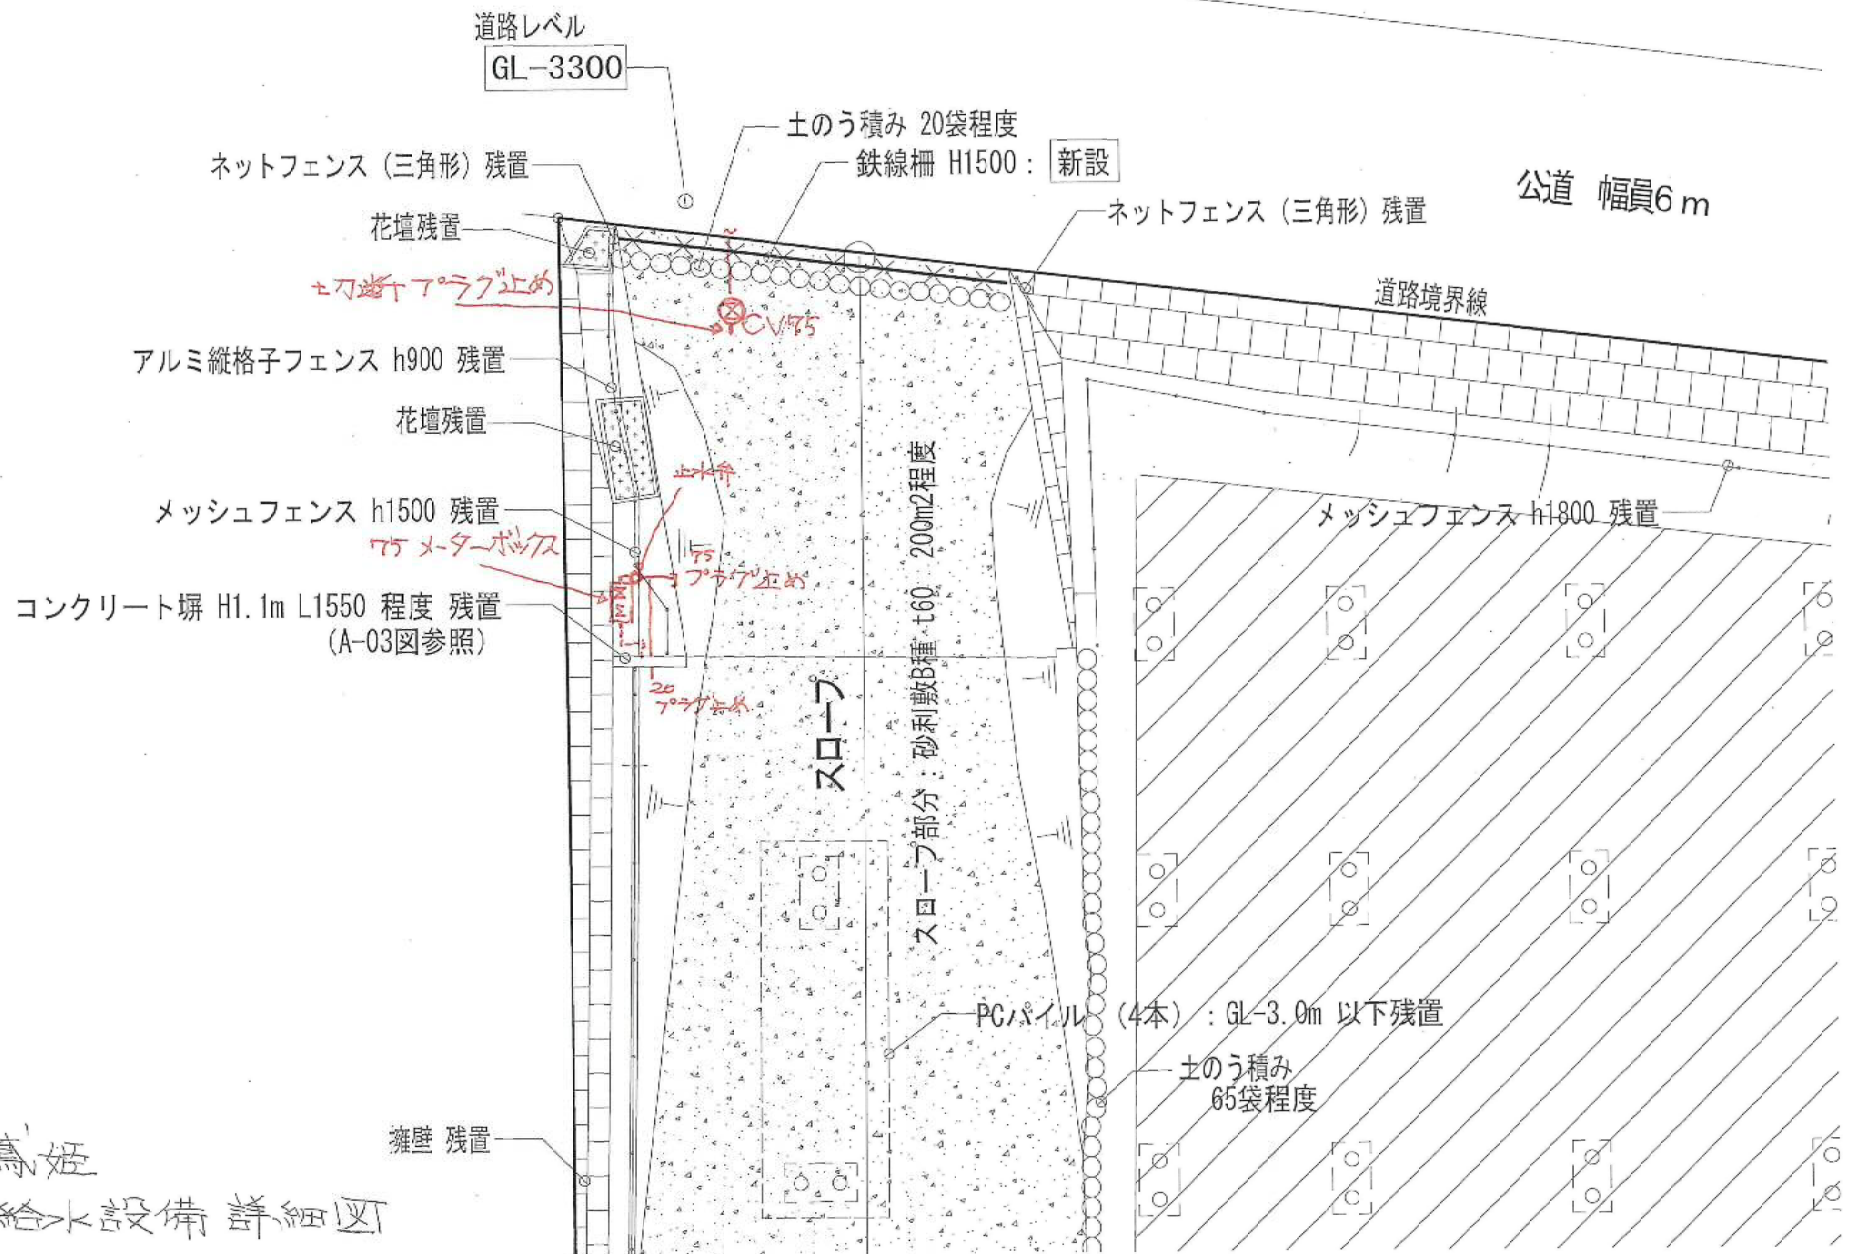 道路レベル
GL-3300
土のう積み 20袋程度
鉄線柵 H1500： 新設
ネットフェンス（三角形）残置
公道 幅員6m
ネットフェンス（三角形）残置
花壇残置
切断プラグ止め
CV75
道路境界線
アルミ縦格子フェンス h900 残置
花壇残置
止水弁
メッシュフェンス h1500 残置
メッシュフェンス h1800 残置
75 メーターボックス
75
プラグ止め
コンクリート塀 H1.1m L1550 程度 残置
(A-03図参照)
20
プラグ止め
スロープ
スロープ部分：砂利敷B種 t60 200m2程度
PCパイル （4本）：GL-3.0m 以下残置
土のう積み
65袋程度
擁壁 残置
姫
給水設備 詳細図